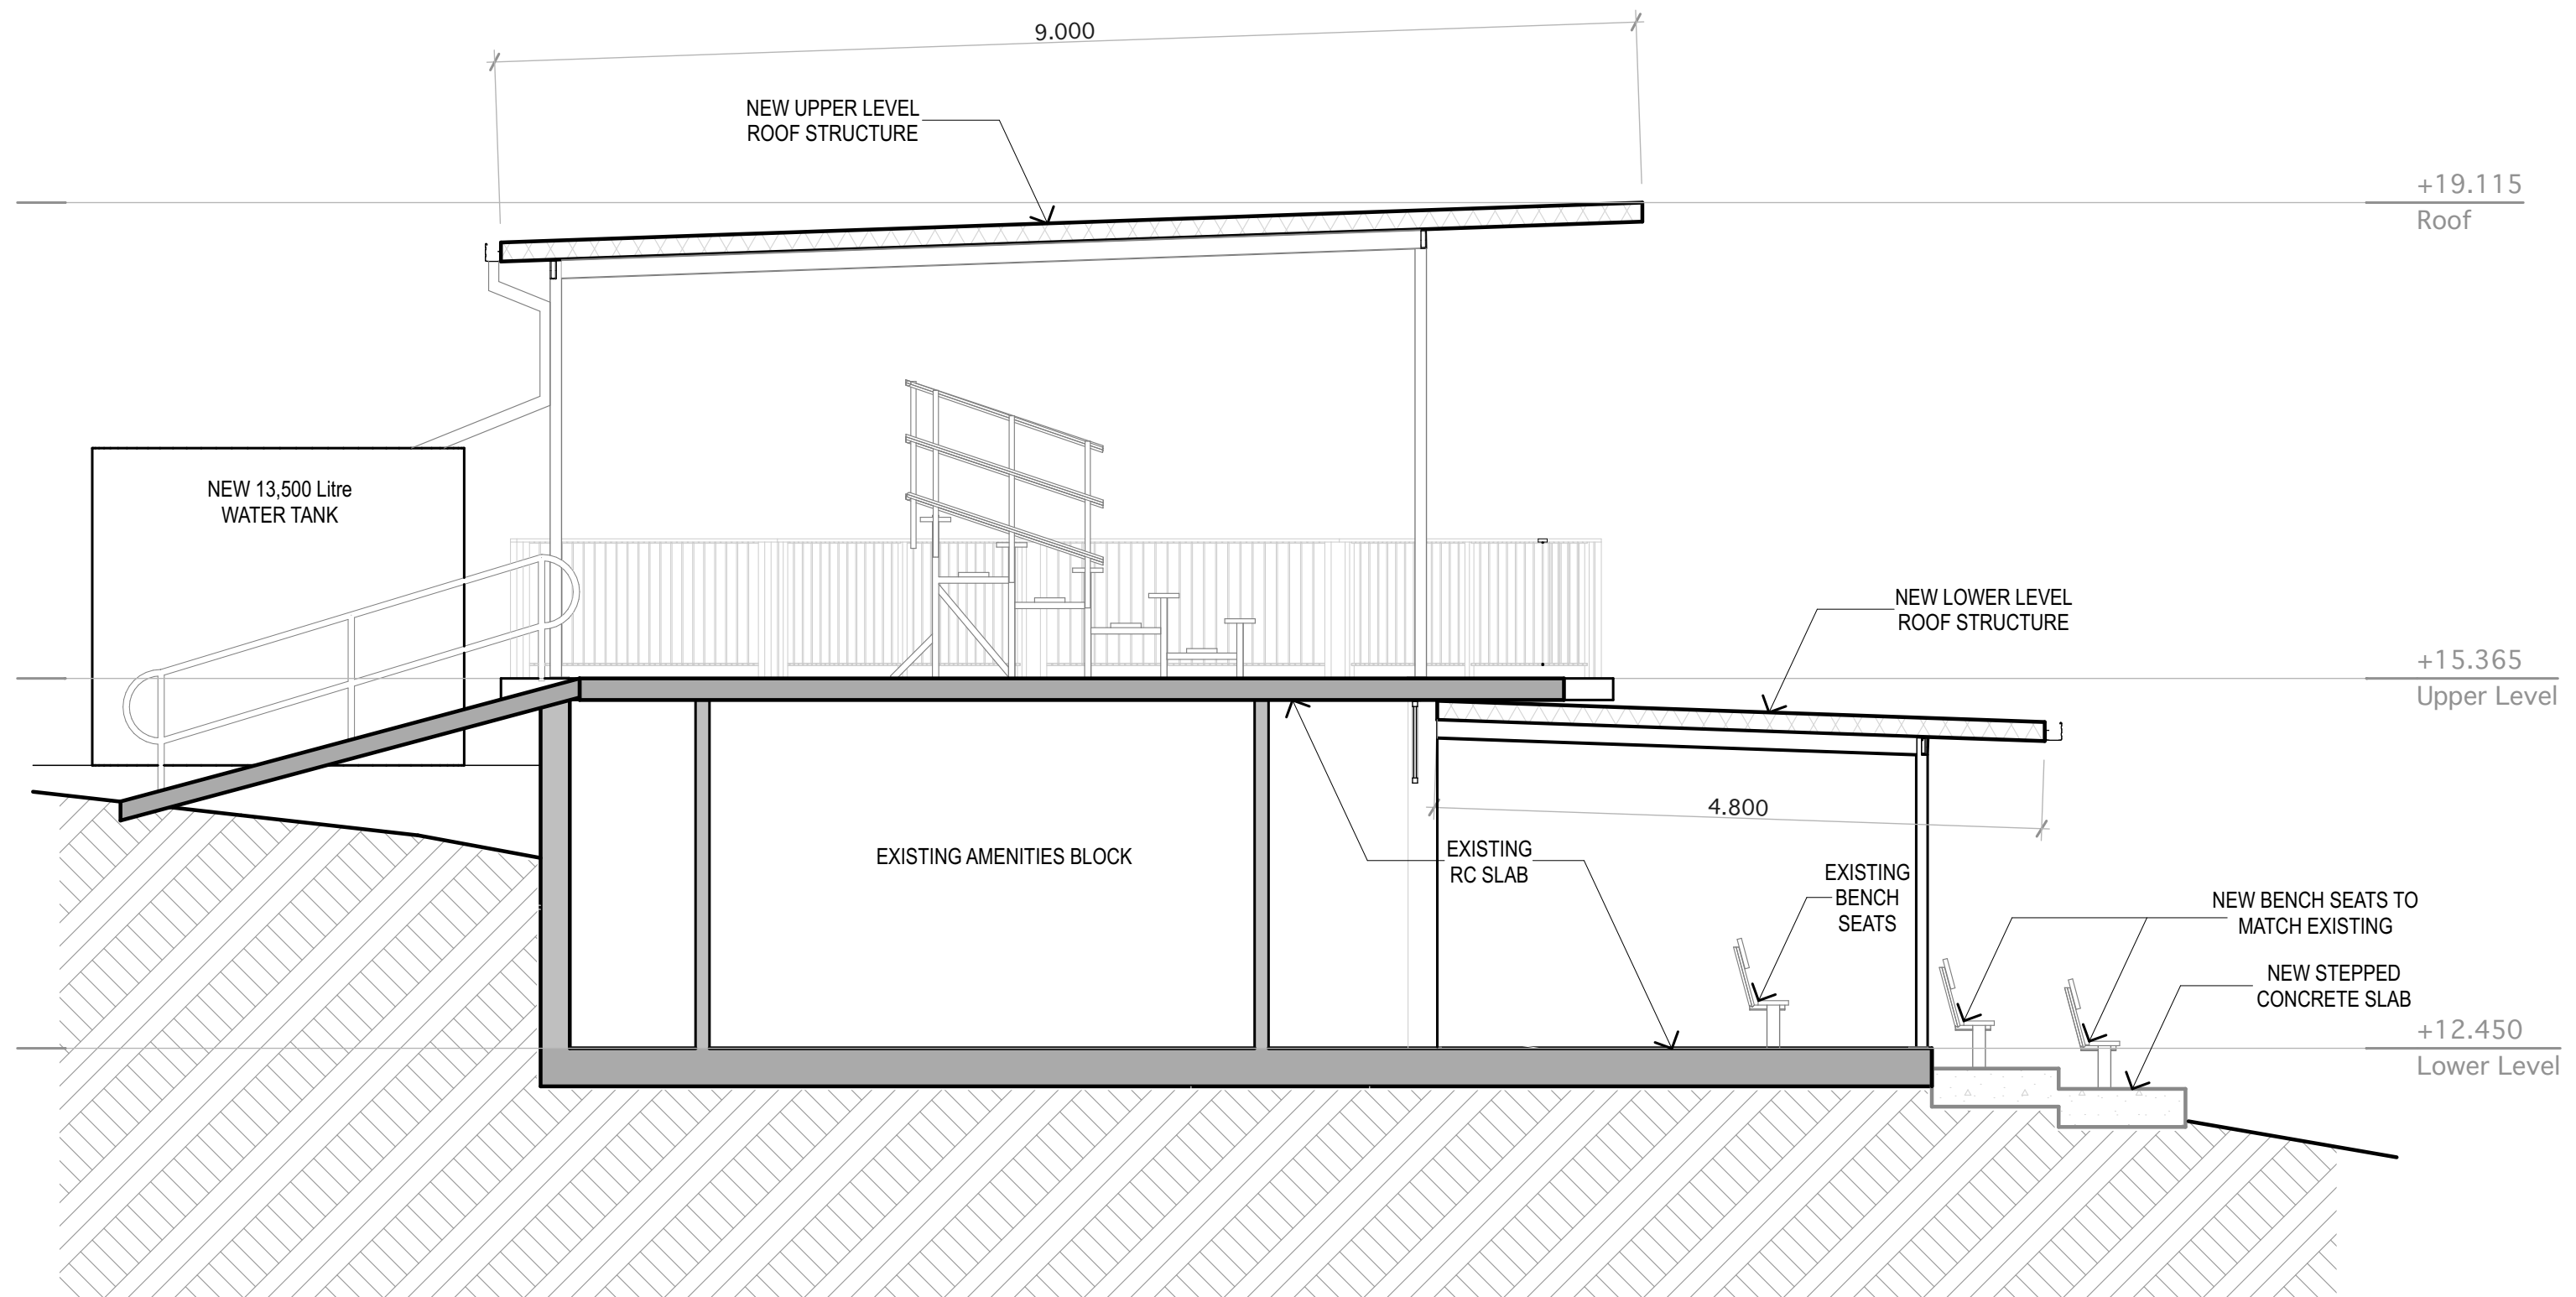 9.000
NEW UPPER LEVEL
ROOF STRUCTURE
+19.115
Roof
NEW 13,500 Litre
WATER TANK
NEW LOWER LEVEL
ROOF STRUCTURE
+15.365
Upper Level
4.800
EXISTING AMENITIES BLOCK
EXISTING
RC SLAB
EXISTING
BENCH
SEATS
NEW BENCH SEATS TO
MATCH EXISTING
NEW STEPPED
CONCRETE SLAB
+12.450
Lower Level